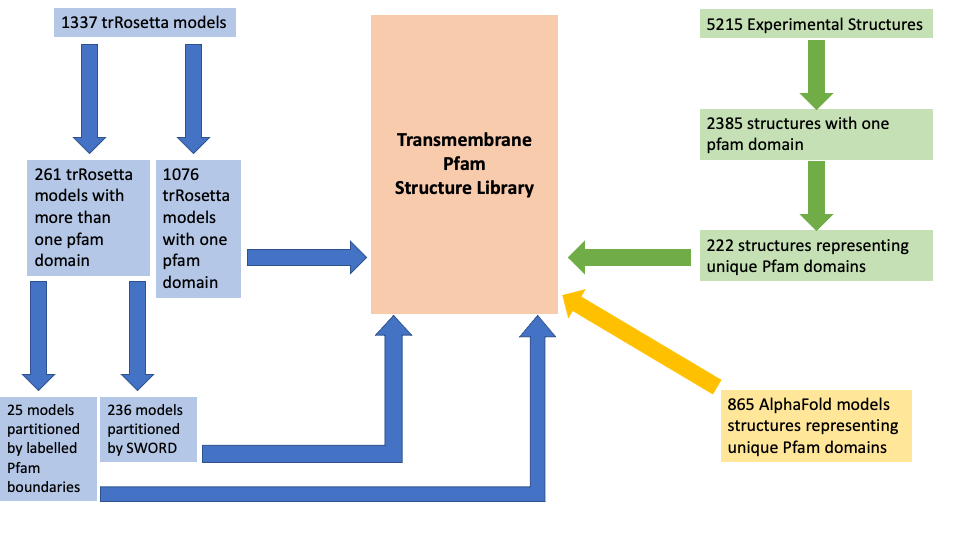 1337 trRosetta models
5215 Experimental Structures
Transmembrane
Pfam
Structure Library
2385 structures with one
pfam domain
261 trRosetta
models with
more than
one pfam
domain
1076
trRosetta
models
with one
pfam
domain
222 structures representing
unique Pfam domains
25 models
partitioned
by labelled
Pfam
boundaries
236 models
partitioned
by SWORD
865 AlphaFold models
structures representing
unique Pfam domains